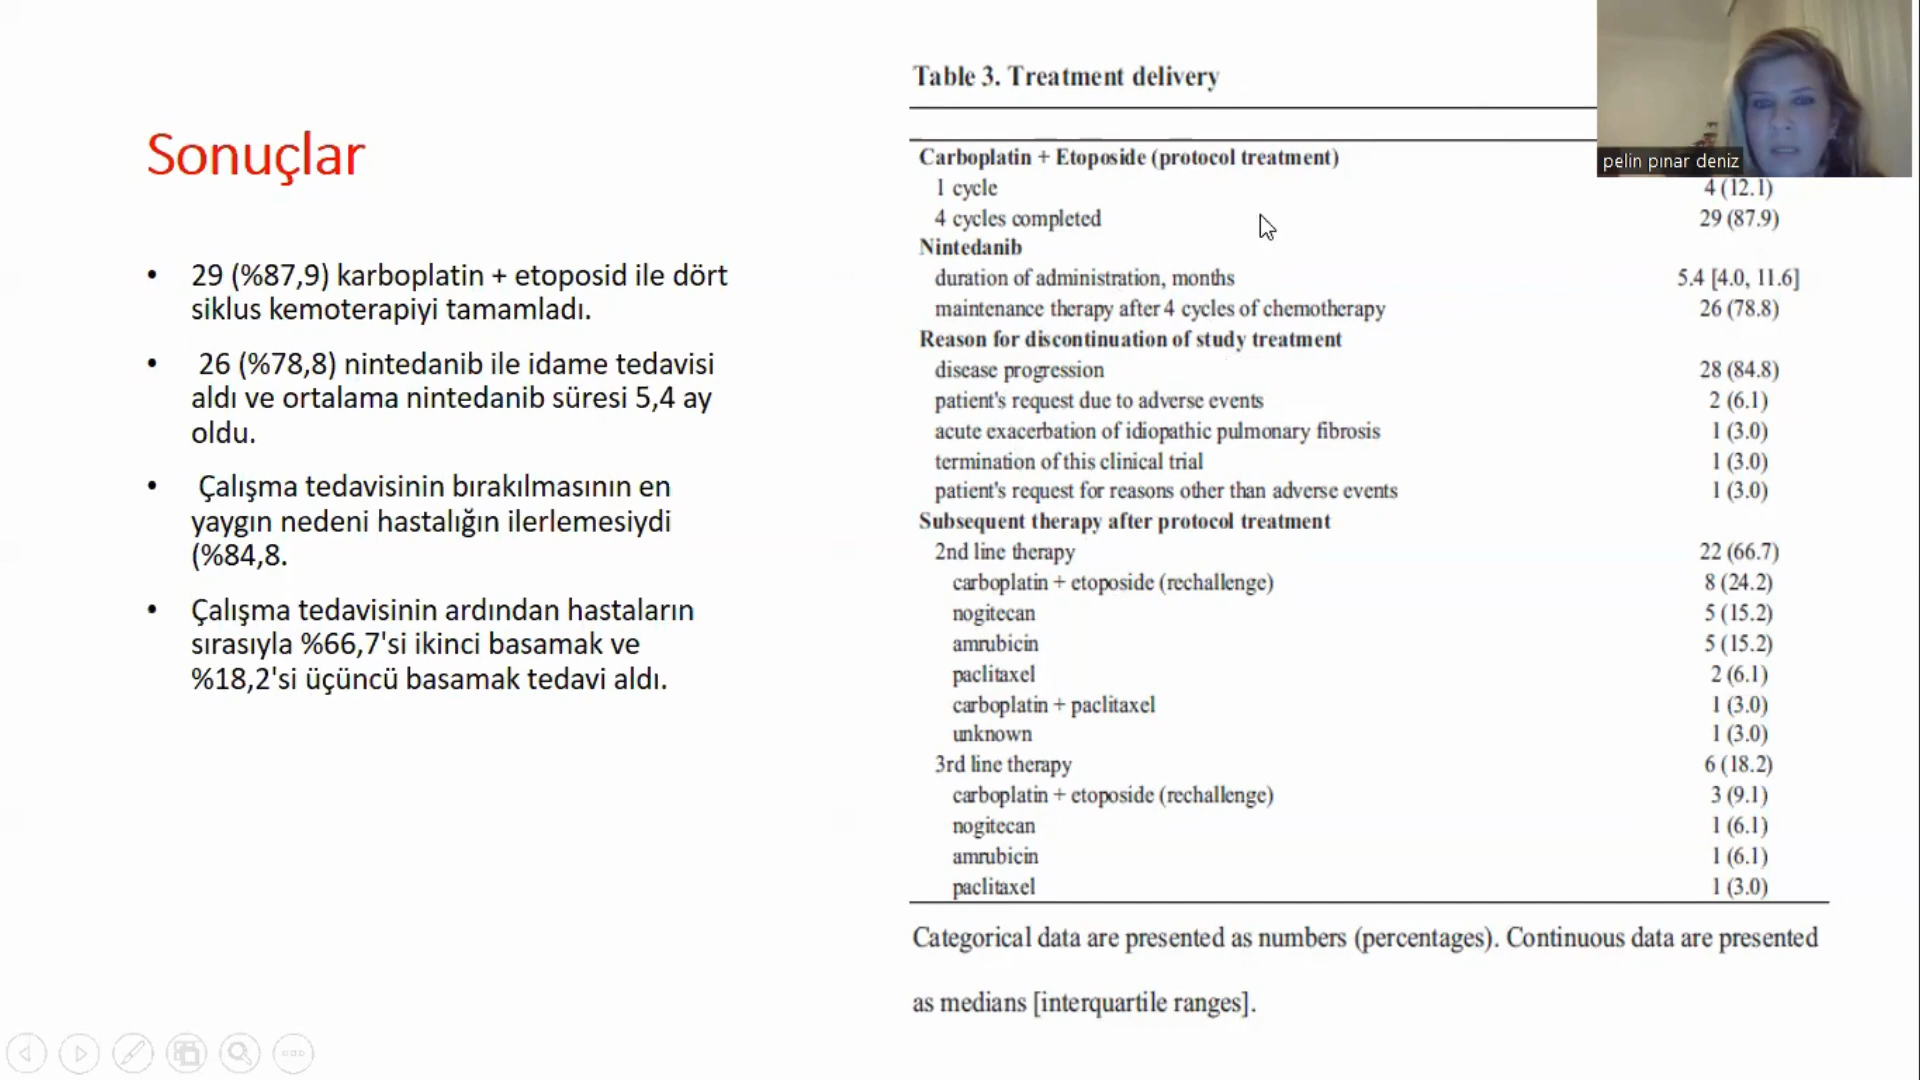 Sonuçlar
• 29 (%87,9) karboplatin + etoposid ile dört
siklus kemoterapiyi tamamladı.
• 26 (%78,8) nintedanib ile idame tedavisi
aldı ve ortalama nintedanib süresi 5,4 ay
oldu.
• Çalışma tedavisinin bırakılmasının en
yaygın nedeni hastalığın ilerlemesiydi
(%84,8.
• Çalışma tedavisinin ardından hastaların
sırasıyla %66,7'si ikinci basamak ve
%18,2'si üçüncü basamak tedavi aldı.
Table 3. Treatment delivery
Carboplatin + Etoposide (protocol treatment)
1 cycle 4 (12.1)
4 cycles completed 29 (87.9)
Nintedanib
duration of administration, months 5.4 [4.0, 11.6]
maintenance therapy after 4 cycles of chemotherapy 26 (78.8)
Reason for discontinuation of study treatment
disease progression 28 (84.8)
patient's request due to adverse events 2 (6.1)
acute exacerbation of idiopathic pulmonary fibrosis 1 (3.0)
termination of this clinical trial 1 (3.0)
patient's request for reasons other than adverse events 1 (3.0)
Subsequent therapy after protocol treatment
2nd line therapy 22 (66.7)
carboplatin + etoposide (rechallenge) 8 (24.2)
nogitecan 5 (15.2)
amrubicin 5 (15.2)
paclitaxel 2 (6.1)
carboplatin + paclitaxel 1 (3.0)
unknown 1 (3.0)
3rd line therapy 6 (18.2)
carboplatin + etoposide (rechallenge) 3 (9.1)
nogitecan 1 (6.1)
amrubicin 1 (6.1)
paclitaxel 1 (3.0)
Categorical data are presented as numbers (percentages). Continuous data are presented
as medians [interquartile ranges].
pelin pınar deniz